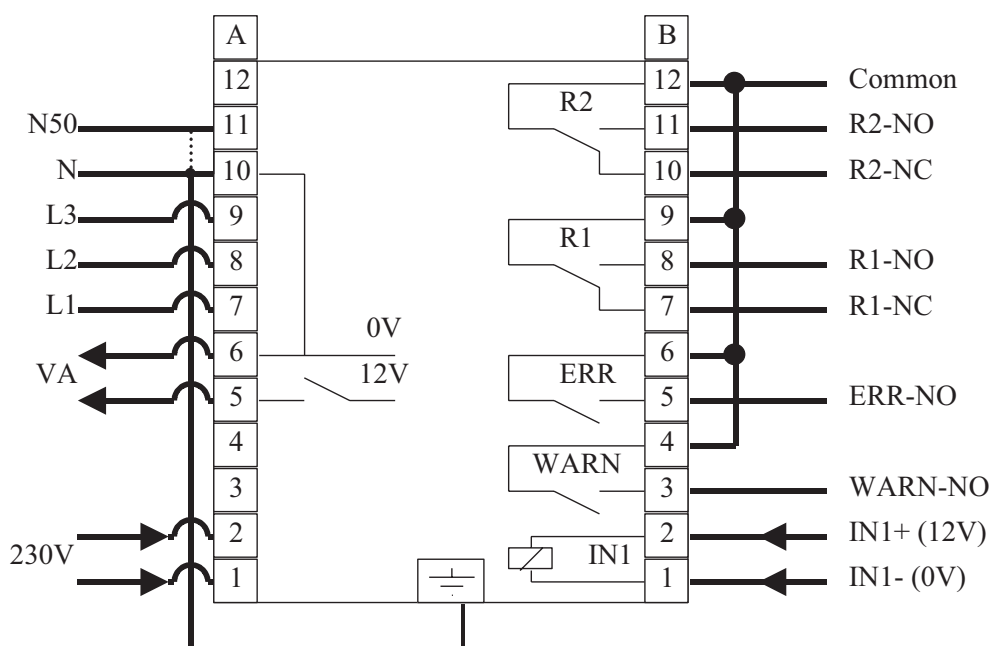 A B
12 12 Common
R2
N50 11 11 R2-NO
N 10 10 R2-NC
L3 9 9
R1
L2 8 8 R1-NO
L1 7 7 R1-NC
0V
6 6
VA 12V ERR
5 5 ERR-NO
4 4
WARN
3 3 WARN-NO
2 2 IN1+ (12V)
230V IN1
1 1 IN1- (0V)